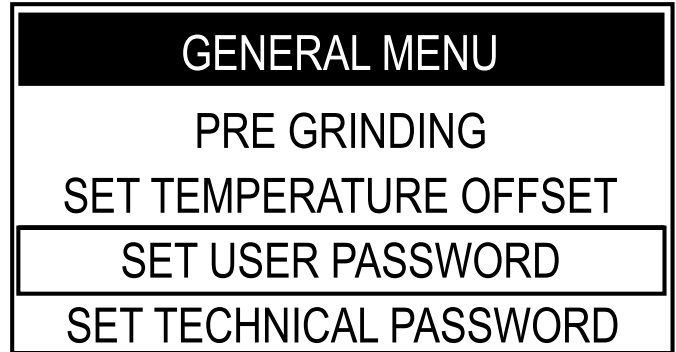 GENERAL MENU
PRE GRINDING
SET TEMPERATURE OFFSET
SET USER PASSWORD
SET TECHNICAL PASSWORD